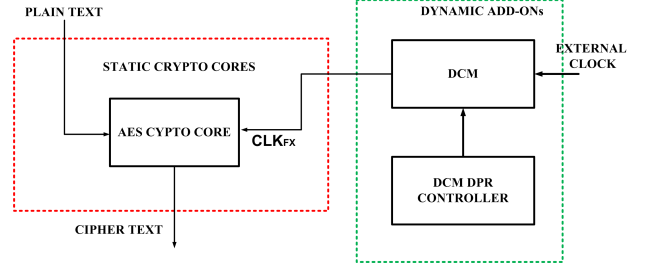 PLAIN TEXT
DYNAMIC ADD-ONs
STATIC CRYPTO CORES
DCM
EXTERNAL
CLOCK
AES CYPTO CORE
CLKFX
DCM DPR
CONTROLLER
CIPHER TEXT